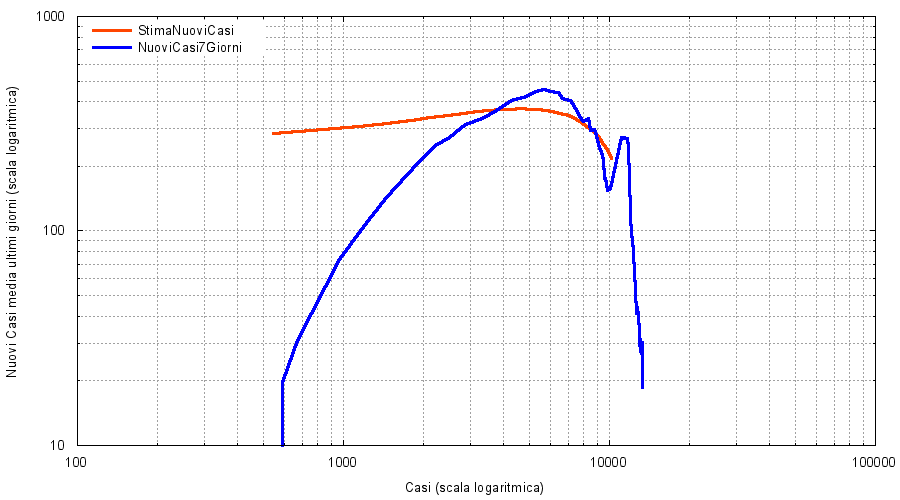 1000
StimaNuoviCasi
NuoviCasi7Giorni
Nuovi Casi media ultimi giorni (scala logaritmica)
100
10
100
1000
10000
100000
Casi (scala logaritmica)